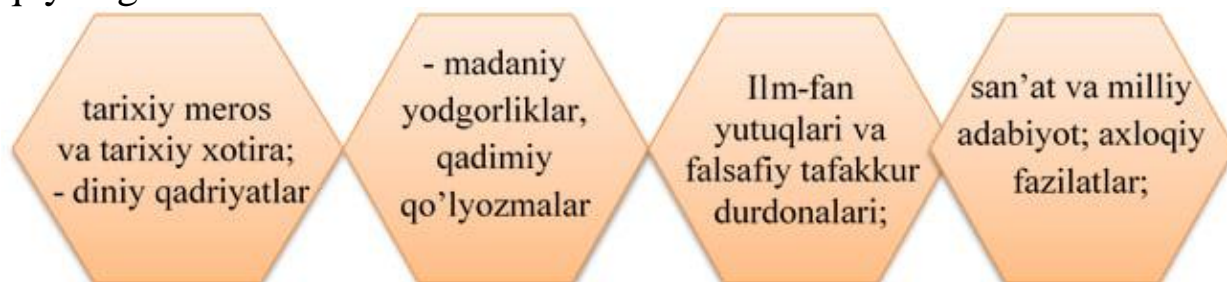 tarixiy meros
va tarixiy xotira;
- diniy qadriyatlar
- madaniy
yodgorliklar,
qadimiy
qo’lyozmalar
Ilm-fan
yutuqlari va
falsafiy tafakkur
durdonalari;
san’at va milliy
adabiyot; axloqiy
fazilatlar;